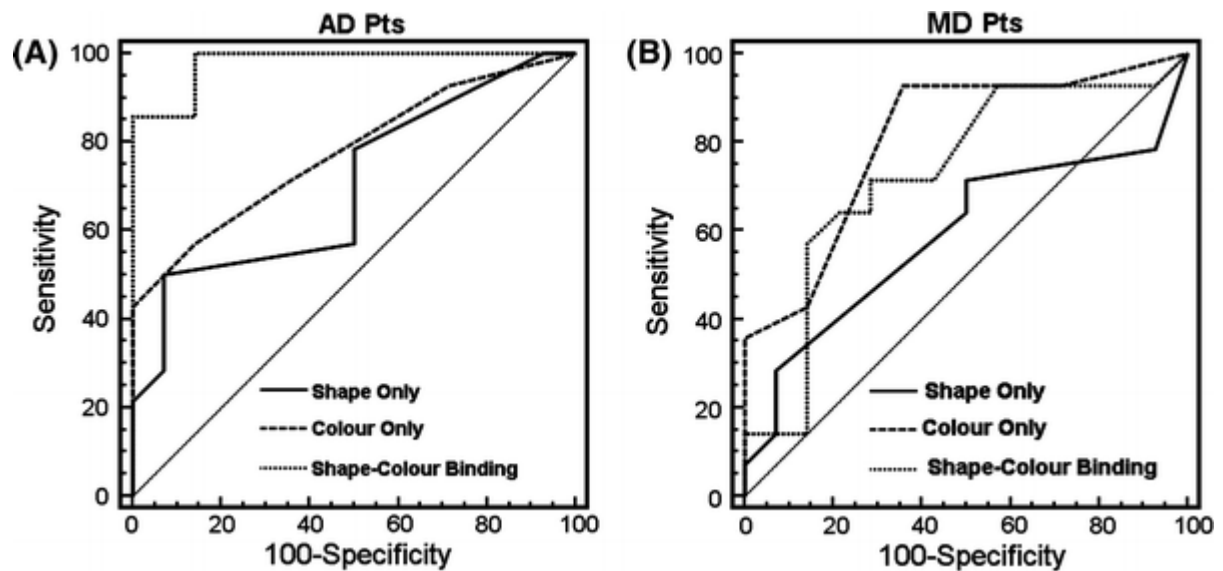 AD Pts
(A)
100
80
60
40
20
0
Sensitivity
Shape Only
Colour Only
Shape-Colour Binding
0 20 40 60 80 100
100-Specificity
MD Pts
(B)
100
80
60
40
20
0
Sensitivity
Shape Only
Colour Only
Shape-Colour Binding
0 20 40 60 80 100
100-Specificity